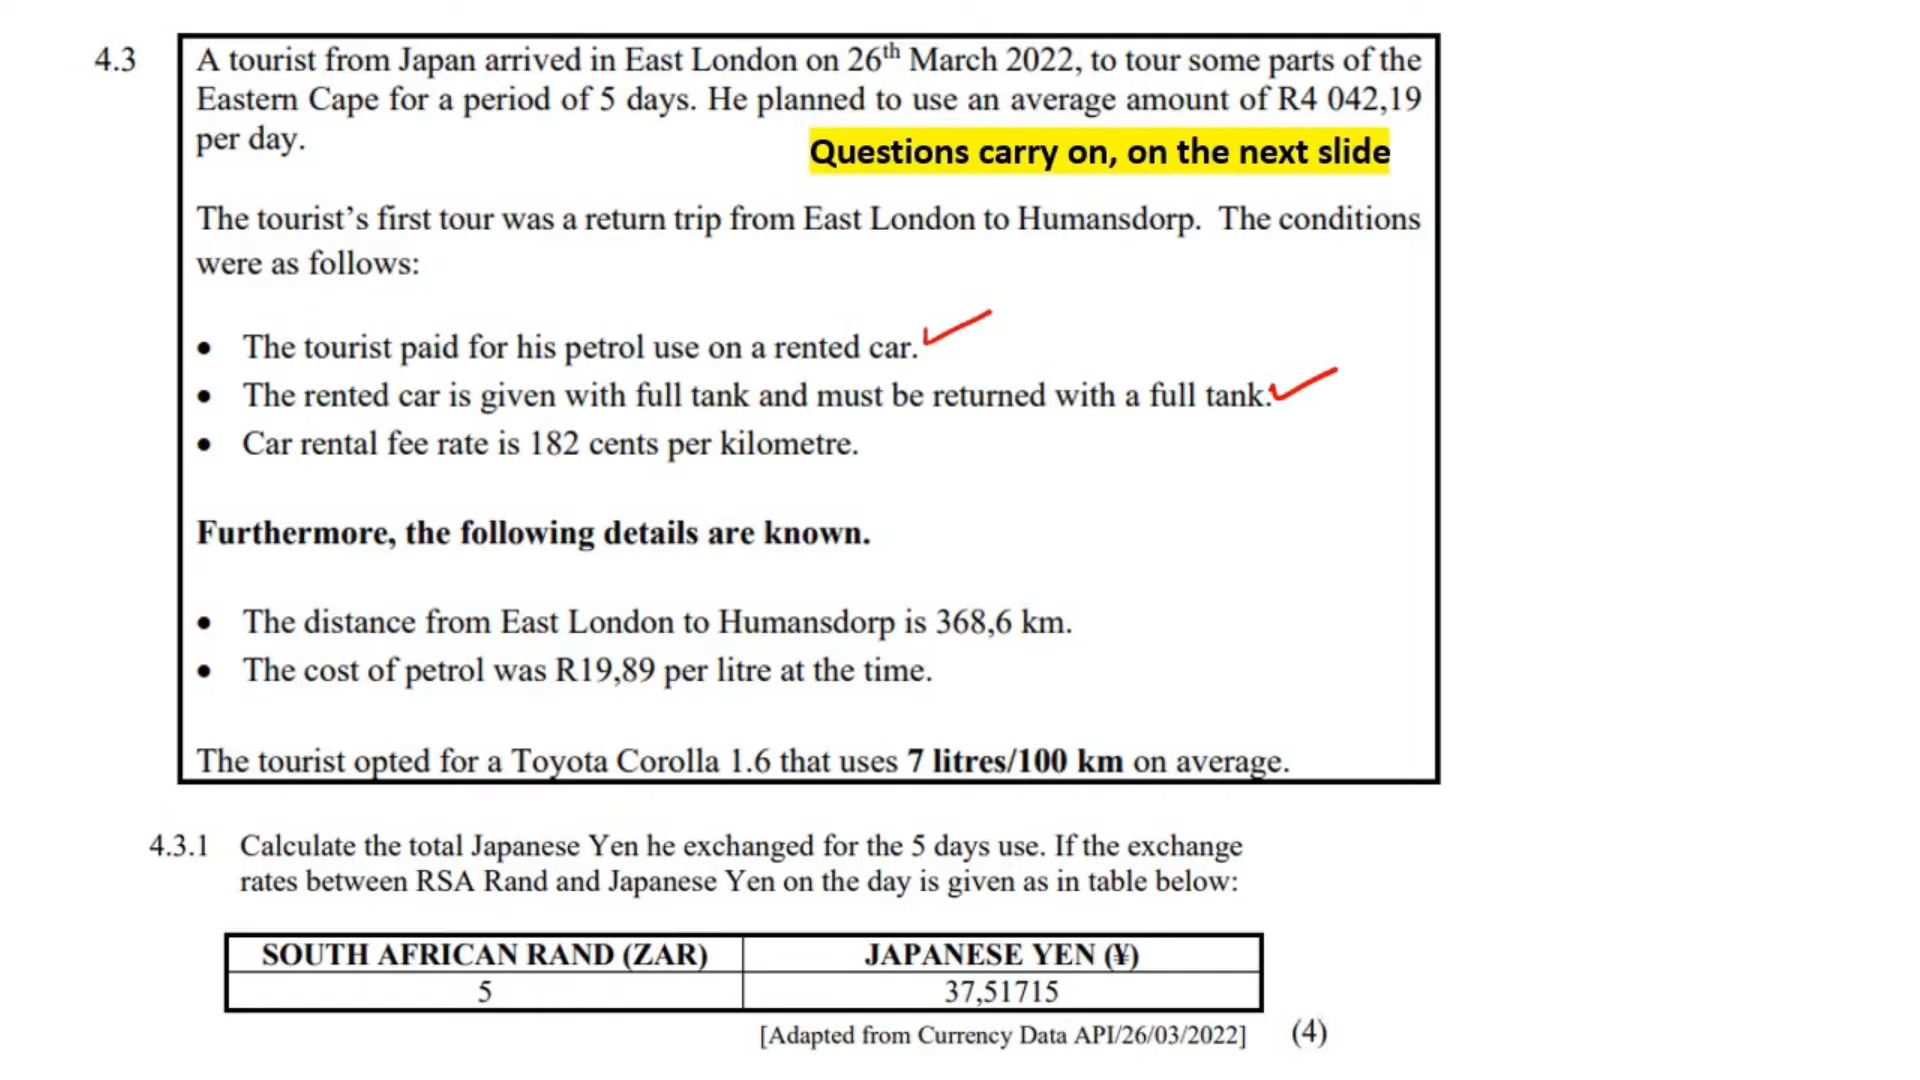 4.3 A tourist from Japan arrived in East London on 26th March 2022, to tour some parts of the
Eastern Cape for a period of 5 days. He planned to use an average amount of R4 042,19
per day.
Questions carry on, on the next slide
The tourist’s first tour was a return trip from East London to Humansdorp. The conditions
were as follows:
• The tourist paid for his petrol use on a rented car.
• The rented car is given with full tank and must be returned with a full tank.
• Car rental fee rate is 182 cents per kilometre.
Furthermore, the following details are known.
• The distance from East London to Humansdorp is 368,6 km.
• The cost of petrol was R19,89 per litre at the time.
The tourist opted for a Toyota Corolla 1.6 that uses 7 litres/100 km on average.
4.3.1 Calculate the total Japanese Yen he exchanged for the 5 days use. If the exchange
rates between RSA Rand and Japanese Yen on the day is given as in table below:
SOUTH AFRICAN RAND (ZAR) JAPANESE YEN (¥)
5 37,51715
[Adapted from Currency Data API/26/03/2022] (4)